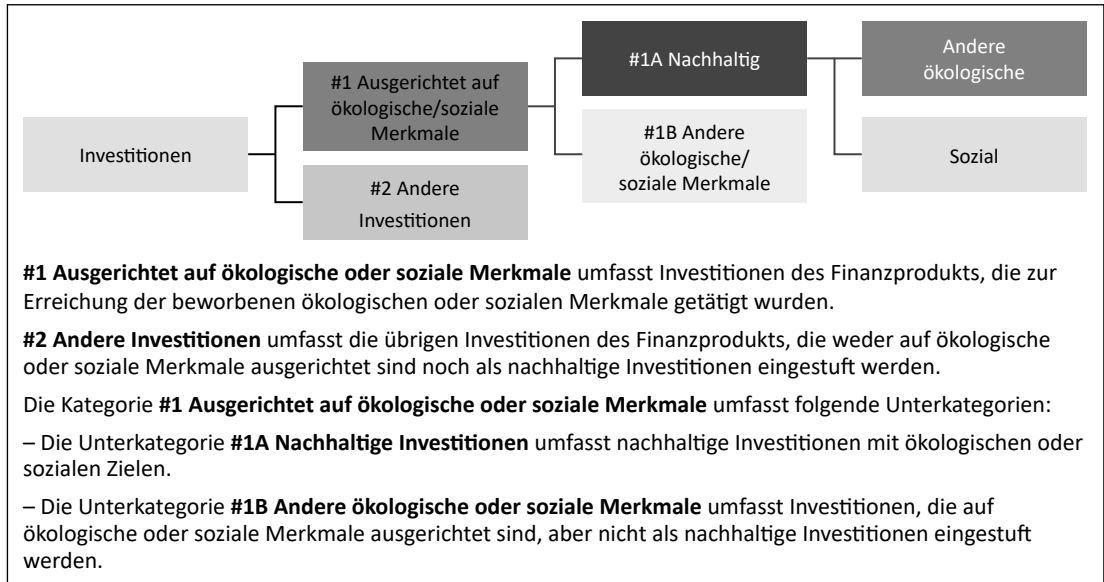 Investitionen
#1 Ausgerichtet auf
ökologische/soziale
Merkmale
#2 Andere
Investitionen
#1A Nachhaltig
#1B Andere
ökologische/
soziale Merkmale
Andere
ökologische
Sozial
#1 Ausgerichtet auf ökologische oder soziale Merkmale umfasst Investitionen des Finanzprodukts, die zur
Erreichung der beworbenen ökologischen oder sozialen Merkmale getätigt wurden.
#2 Andere Investitionen umfasst die übrigen Investitionen des Finanzprodukts, die weder auf ökologische
oder soziale Merkmale ausgerichtet sind noch als nachhaltige Investitionen eingestuft werden.
Die Kategorie #1 Ausgerichtet auf ökologische oder soziale Merkmale umfasst folgende Unterkategorien:
– Die Unterkategorie #1A Nachhaltige Investitionen umfasst nachhaltige Investitionen mit ökologischen oder
sozialen Zielen.
– Die Unterkategorie #1B Andere ökologische oder soziale Merkmale umfasst Investitionen, die auf
ökologische oder soziale Merkmale ausgerichtet sind, aber nicht als nachhaltige Investitionen eingestuft
werden.